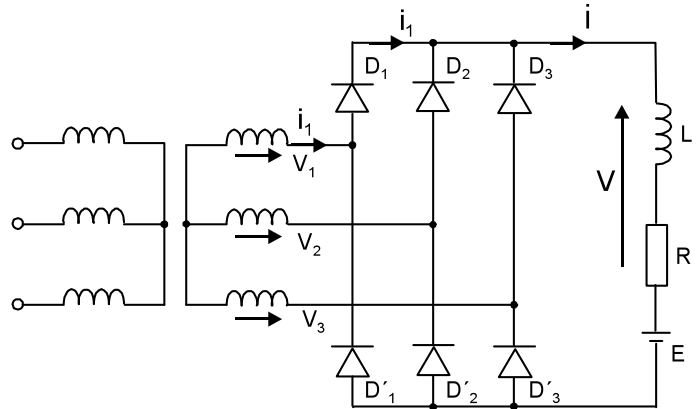 i₁ i
D₁ D₂ D₃
i₁
V₁
L
V
V₂
R
V₃
E
D´₁ D´₂ D´₃